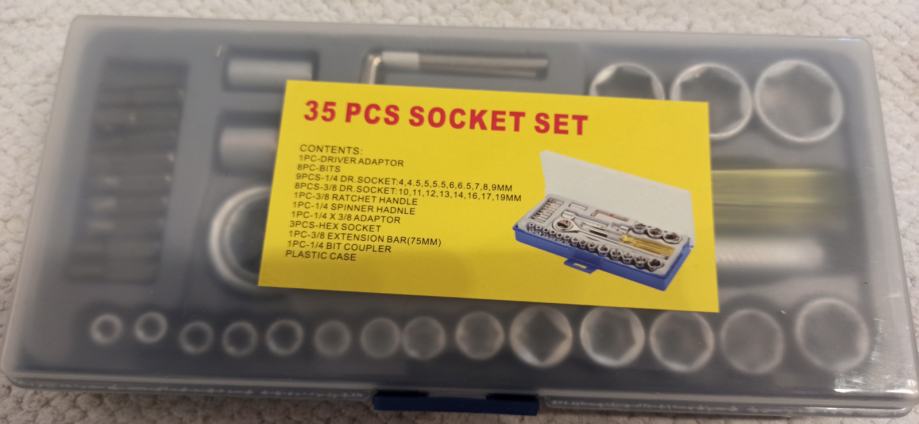 35 PCS SOCKET SET
CONTENTS:
1PC-DRIVER ADAPTOR
8PC-BITS
9PCS-1/4 DR.SOCKET:4,4.5,5,5.5,6,6.5,7,8,9MM
8PCS-3/8 DR.SOCKET:10,11,12,13,14,16,17,19MM
1PC-3/8 RATCHET HANDLE
1PC-1/4 SPINNER HADNLE
1PC-1/4 X 3/8 ADAPTOR
3PCS-HEX SOCKET
1PC-3/8 EXTENSION BAR(75MM)
1PC-1/4 BIT COUPLER
PLASTIC CASE